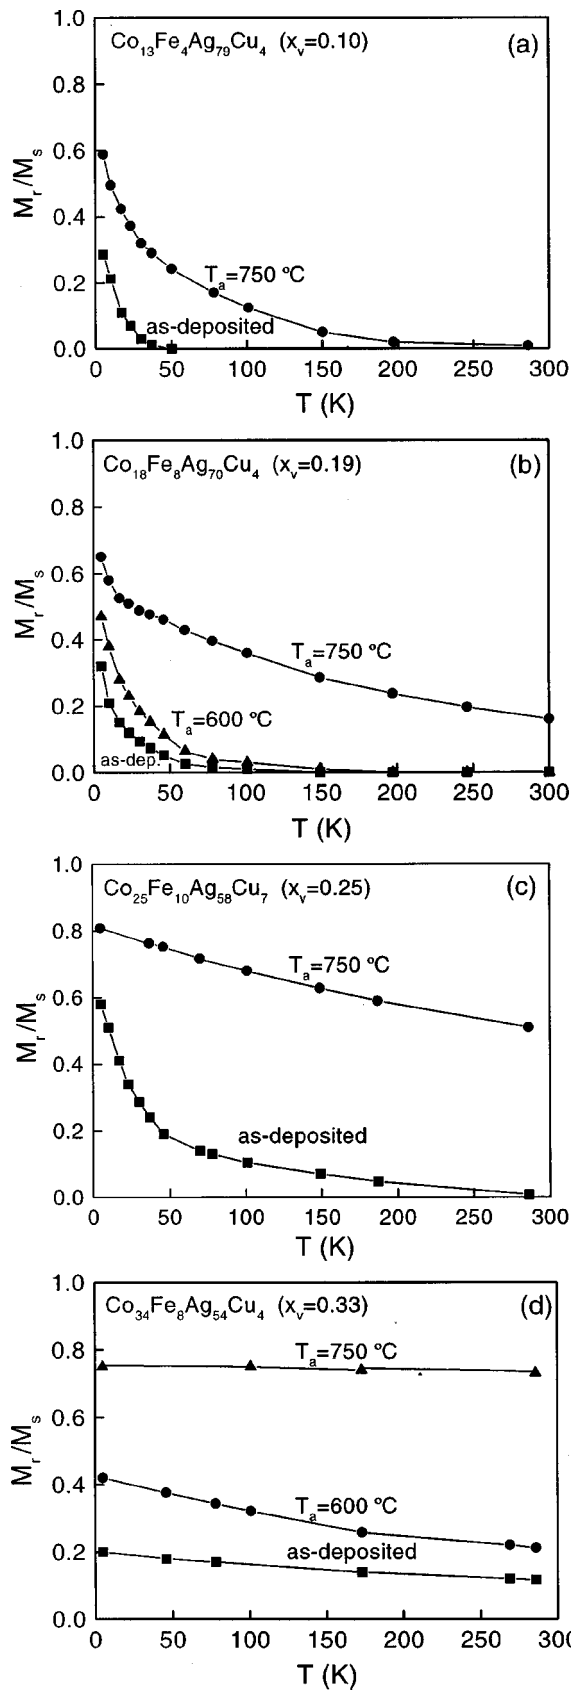 1.0
Co13Fe4Ag79Cu4 (xv=0.10)
(a)
0.8
0.6
Mr/Ms
0.4
Ta=750 ºC
0.2
as-deposited
0.0
0 50 100 150 200 250 300
T (K)
1.0
Co18Fe8Ag70Cu4 (xv=0.19)
(b)
0.8
0.6
Mr/Ms
0.4
Ta=750 ºC
0.2
Ta=600 ºC
as-dep.
0.0
0 50 100 150 200 250 300
T (K)
1.0
Co25Fe10Ag58Cu7 (xv=0.25)
(c)
0.8
Ta=750 ºC
0.6
Mr/Ms
0.4
0.2
as-deposited
0.0
0 50 100 150 200 250 300
T (K)
1.0
Co34Fe8Ag54Cu4 (xv=0.33)
(d)
Ta=750 ºC
0.8
0.6
Mr/Ms
0.4
Ta=600 ºC
as-deposited
0.2
0.0
0 50 100 150 200 250 300
T (K)